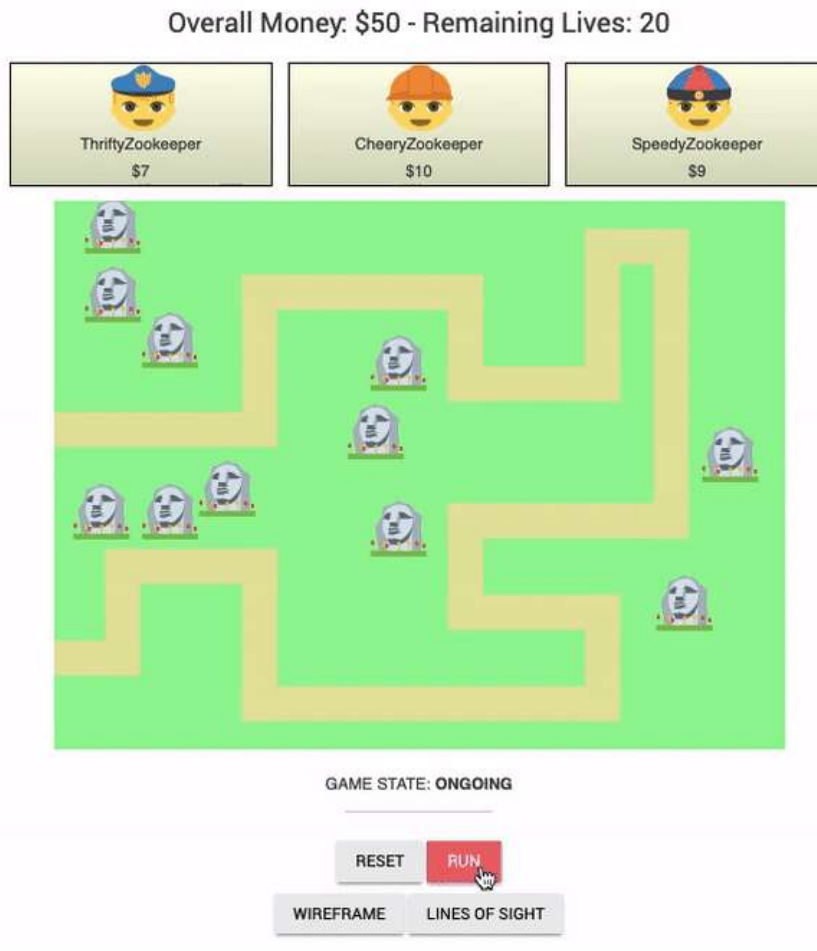 Overall Money: $50 - Remaining Lives: 20
ThriftyZookeeper
$7
CheeryZookeeper
$10
SpeedyZookeeper
$9
GAME STATE: ONGOING
RESET
RUN
WIREFRAME
LINES OF SIGHT